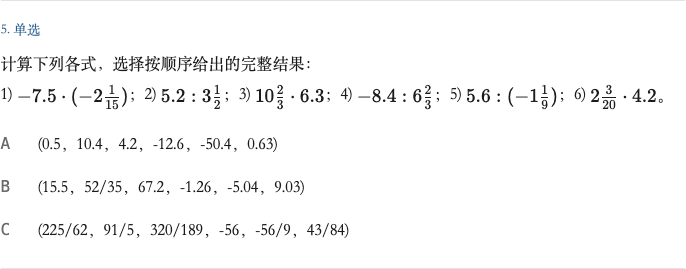 5. 单选
计算下列各式，选择按顺序给出的完整结果：
1) −7.5 · (−2 1/15)；2) 5.2 : 3 1/2；3) 10 2/3 · 6.3；4) −8.4 : 6 2/3；5) 5.6 : (−1 1/9)；6) 2 3/20 · 4.2。
A (0.5，10.4，4.2，-12.6，-50.4，0.63)
B (15.5，52/35，67.2，-1.26，-5.04，9.03)
C (225/62，91/5，320/189，-56，-56/9，43/84)